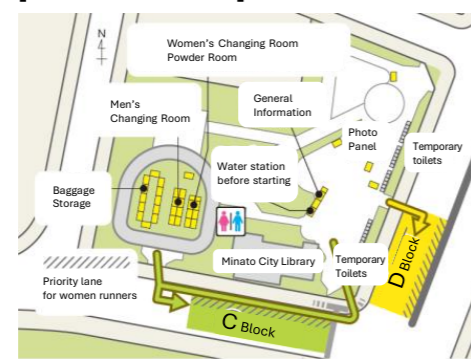 N
Women's Changing Room
Powder Room
Men's
Changing Room
General
Information
Photo
Panel
Temporary
toilets
Water station
before starting
Baggage
Storage
Minato City Library
Temporary
Toilets
D Block
Priority lane
for women runners
C Block